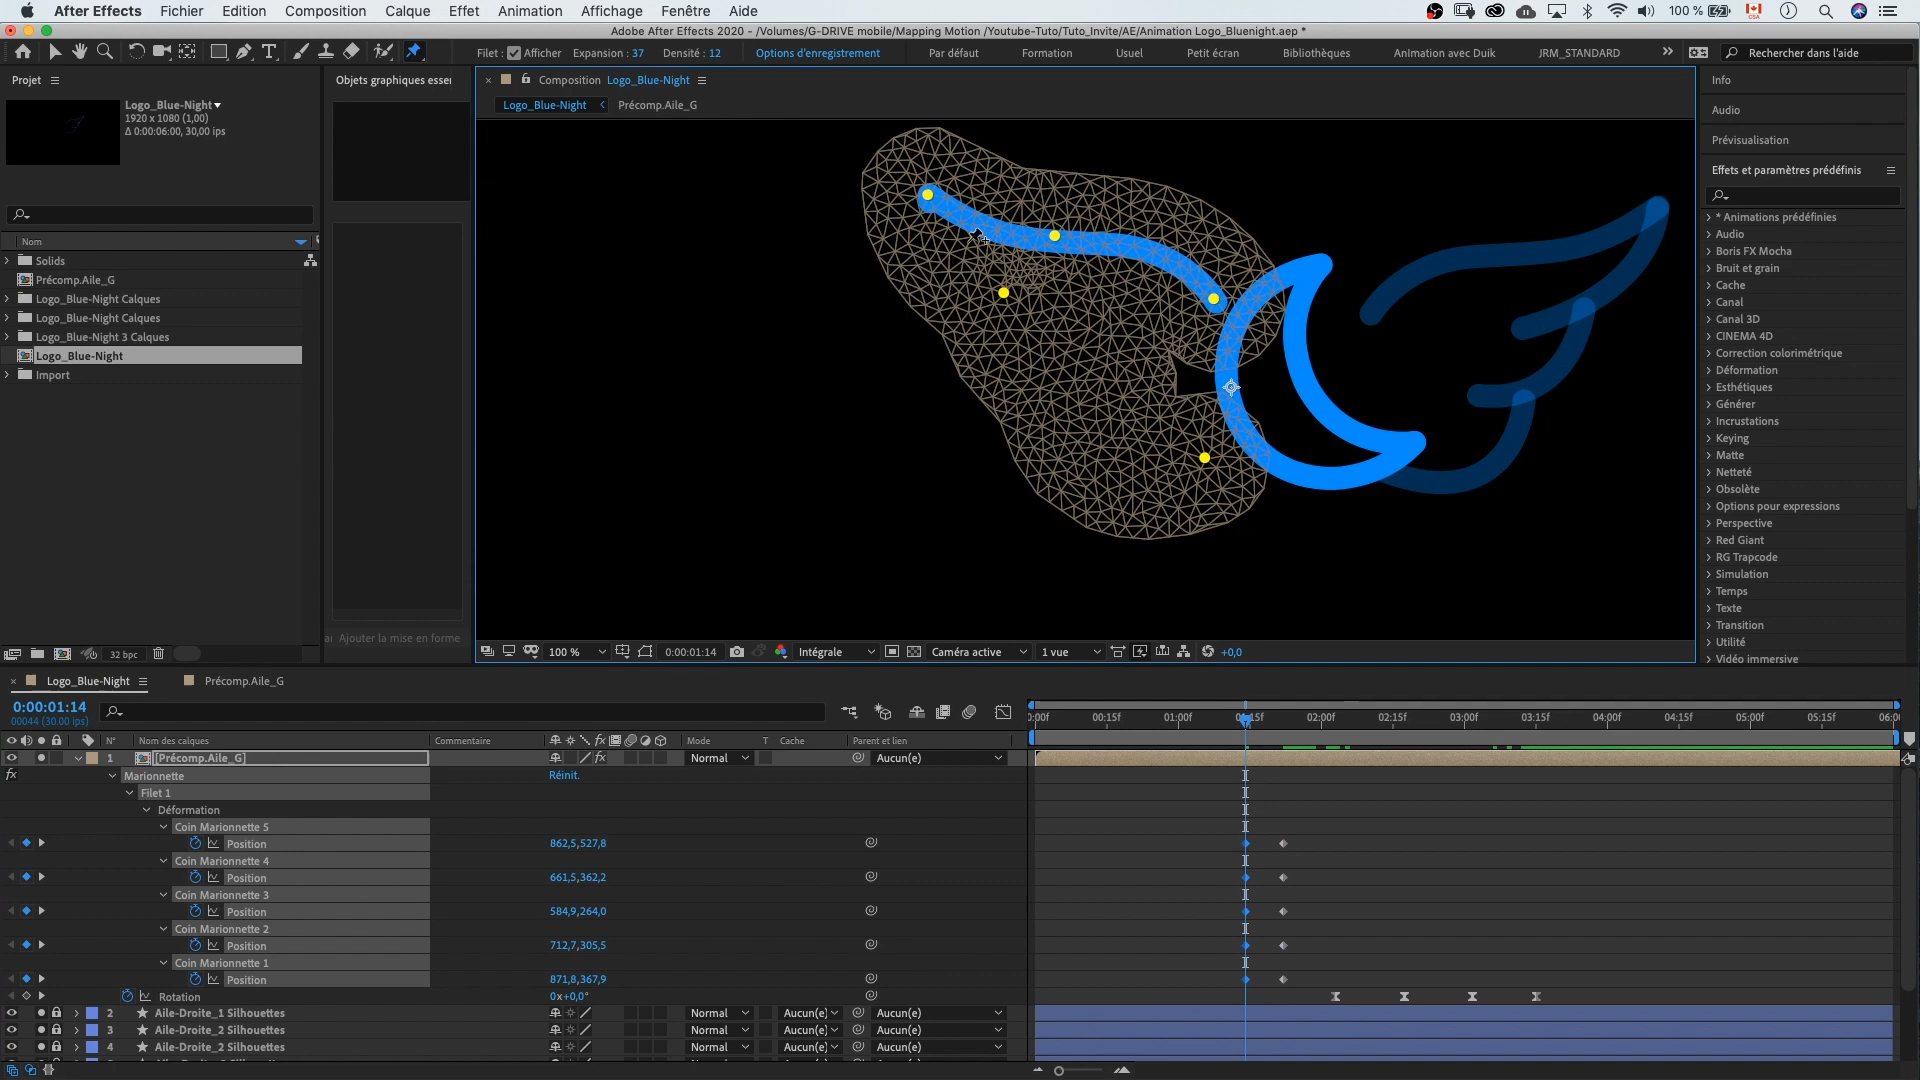 After Effects Fichier Edition Composition Calque Effet Animation Affichage Fenêtre Aide 100 %
Adobe After Effects 2020 - /Volumes/G-DRIVE mobile/Mapping Motion /Youtube-Tuto/Tuto_Invite/AE/Animation Logo_Bluenight.aep *
Filet : Afficher Expansion : 37 Densité : 12 Options d'enregistrement Par défaut Formation Usuel Petit écran Bibliothèques Animation avec Duik JRM_STANDARD Rechercher dans l'aide
Projet
Objets graphiques esser
Composition Logo_Blue-Night
Info
Logo_Blue-Night
1920 x 1080 (1,00)
Δ 0:00:06:00, 30,00 ips
Logo_Blue-Night Précomp.Aile_G
Audio
Prévisualisation
Effets et paramètres prédéfinis
* Animations prédéfinies
Audio
Boris FX Mocha
Bruit et grain
Cache
Canal
Canal 3D
CINEMA 4D
Correction colorimétrique
Déformation
Esthétiques
Générer
Incrustations
Keying
Matte
Netteté
Obsolète
Options pour expressions
Perspective
Red Giant
RG Trapcode
Simulation
Temps
Texte
Transition
Utilité
Vidéo immersive
Nom
Solids
Précomp.Aile_G
Logo_Blue-Night Calques
Logo_Blue-Night Calques
Logo_Blue-Night 3 Calques
Logo_Blue-Night
Import
Ajouter la mise en forme
32 bpc
100 % 0:00:01:14 Intégrale Caméra active 1 vue +0,0
Logo_Blue-Night Précomp.Aile_G
0:00:01:14
00044 (30.00 ips)
0:00f 00:15f 01:00f 01:15f 02:00f 02:15f 03:00f 03:15f 04:00f 04:15f 05:00f 05:15f 06:0
N° Nom des calques Commentaire fx Mode T Cache Parent et lien
1 [Précomp.Aile_G] fx Normal Aucun(e)
fx Marionnette Réinit.
Filet 1
Déformation
Coin Marionnette 5
Position 862,5,527,8
Coin Marionnette 4
Position 661,5,362,2
Coin Marionnette 3
Position 584,9,264,0
Coin Marionnette 2
Position 712,7,305,5
Coin Marionnette 1
Position 871,8,367,9
Rotation 0x+0,0°
2 Aile-Droite_1 Silhouettes Normal Aucun(e) Aucun(e)
3 Aile-Droite_2 Silhouettes Normal Aucun(e) Aucun(e)
4 Aile-Droite_2 Silhouettes Normal Aucun(e) Aucun(e)